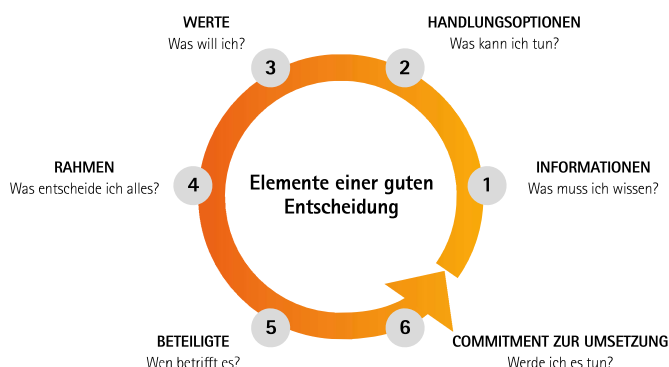 WERTE
Was will ich?
HANDLUNGSOPTIONEN
Was kann ich tun?
3
2
RAHMEN
Was entscheide ich alles?
4
Elemente einer guten
Entscheidung
1
INFORMATIONEN
Was muss ich wissen?
5
6
BETEILIGTE
Wen betrifft es?
COMMITMENT ZUR UMSETZUNG
Werde ich es tun?